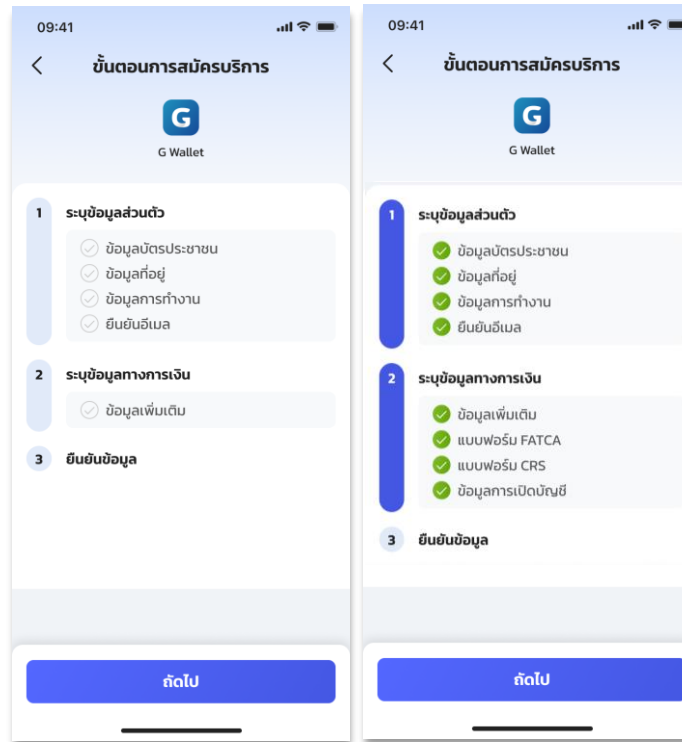 09:41
ขั้นตอนการสมัครบริการ
G
G Wallet
1 ระบุข้อมูลส่วนตัว
ข้อมูลบัตรประชาชน
ข้อมูลที่อยู่
ข้อมูลการทำงาน
ยืนยันอีเมล
2 ระบุข้อมูลทางการเงิน
ข้อมูลเพิ่มเติม
3 ยืนยันข้อมูล
ถัดไป
09:41
ขั้นตอนการสมัครบริการ
G
G Wallet
1 ระบุข้อมูลส่วนตัว
ข้อมูลบัตรประชาชน
ข้อมูลที่อยู่
ข้อมูลการทำงาน
ยืนยันอีเมล
2 ระบุข้อมูลทางการเงิน
ข้อมูลเพิ่มเติม
แบบฟอร์ม FATCA
แบบฟอร์ม CRS
ข้อมูลการเปิดบัญชี
3 ยืนยันข้อมูล
ถัดไป